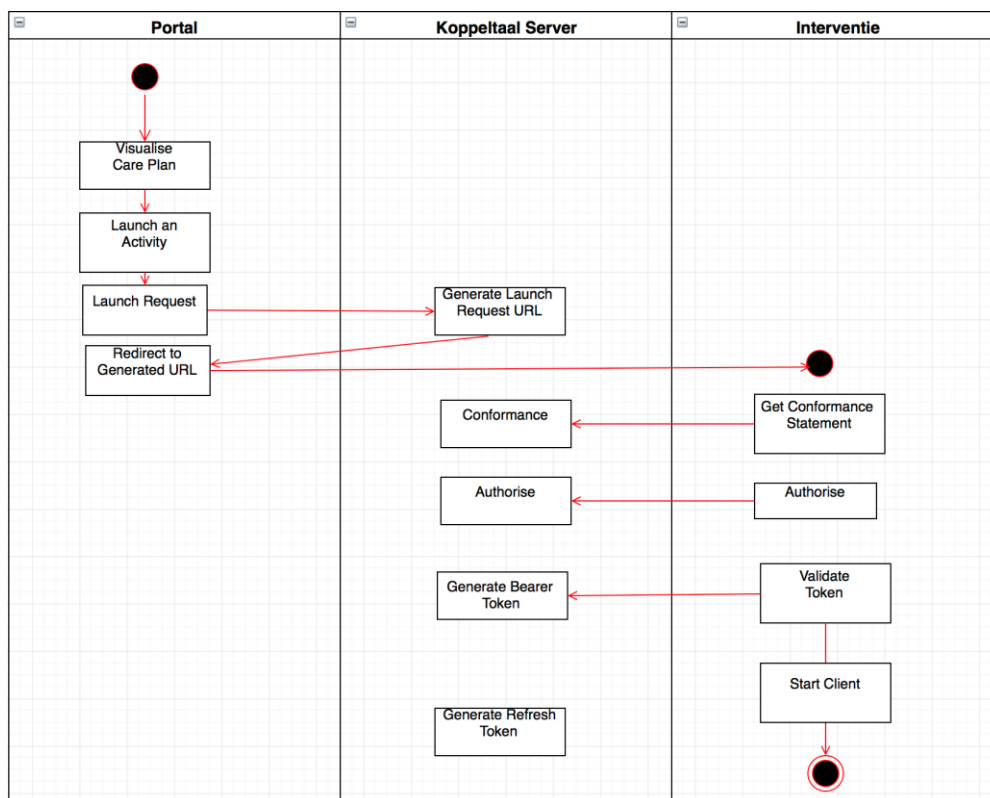 Portal
Koppeltaal Server
Interventie
Visualise
Care Plan
Launch an
Activity
Launch Request
Generate Launch
Request URL
Redirect to
Generated URL
Conformance
Get Conformance
Statement
Authorise
Authorise
Generate Bearer
Token
Validate
Token
Start Client
Generate Refresh
Token